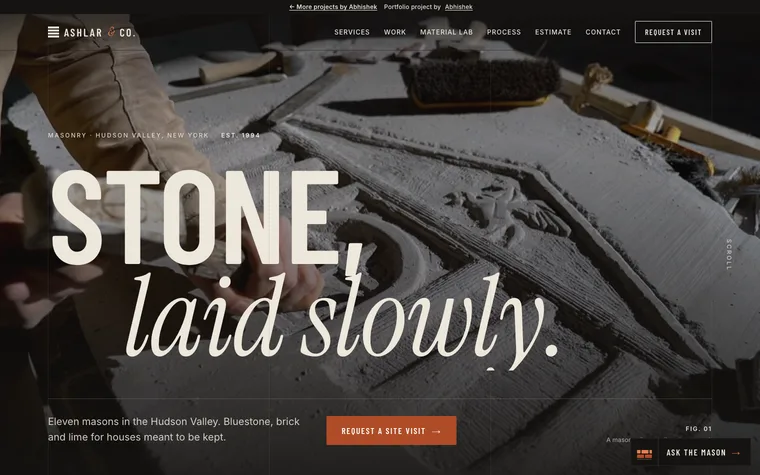 ← More projects by Abhishek Portfolio project by Abhishek
ASHLAR & CO.
SERVICES WORK MATERIAL LAB PROCESS ESTIMATE CONTACT REQUEST A VISIT
MASONRY · HUDSON VALLEY, NEW YORK EST. 1994
STONE,
laid slowly.
SCROLL
Eleven masons in the Hudson Valley. Bluestone, brick
and lime for houses meant to be kept.
REQUEST A SITE VISIT →
FIG. 01
A mason
ASK THE MASON →